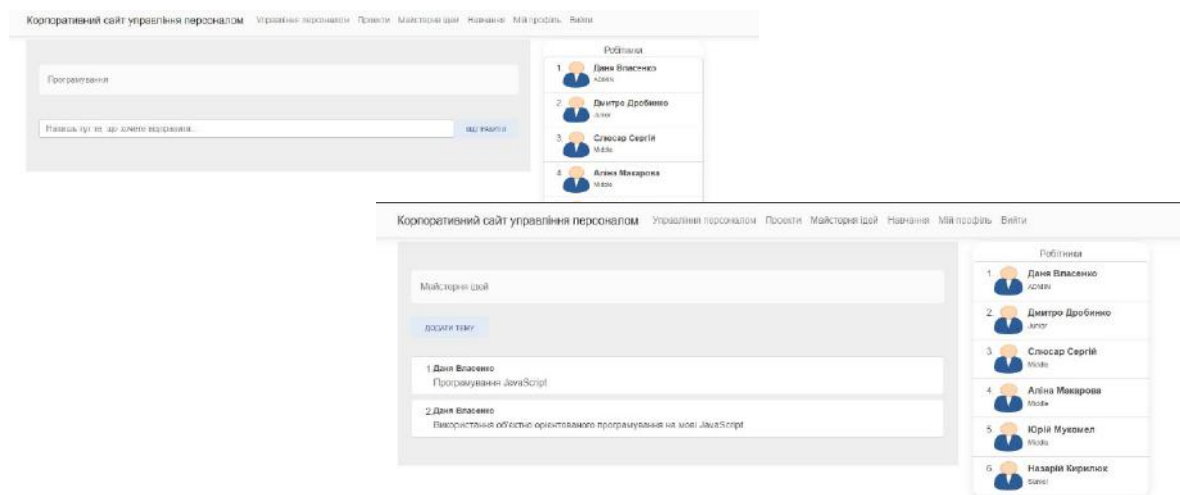 Корпоративний сайт управління персоналом Управління персоналом Проекти Майстерня ідей Навчання Мій профіль Вийти
Програмування
ВІДПРАВИТИ
Робітники
1. Даня Власенко
ADMIN
2. Дмитро Дробинко
Junior
3. Слюсар Сергій
Middle
4. Аліна Макарова
Middle
Корпоративний сайт управління персоналом Управління персоналом Проекти Майстерня ідей Навчання Мій профіль Вийти
Майстерня ідей
ДОДАТИ ТЕМУ
1.Даня Власенко
Програмування JavaScript
2.Даня Власенко
Використання об'єктно орієнтованого програмування на мові JavaScript
Робітники
1. Даня Власенко
ADMIN
2. Дмитро Дробинко
Junior
3. Слюсар Сергій
Middle
4. Аліна Макарова
Middle
5. Юрій Мукомел
Middle
6. Назарій Кирилюк